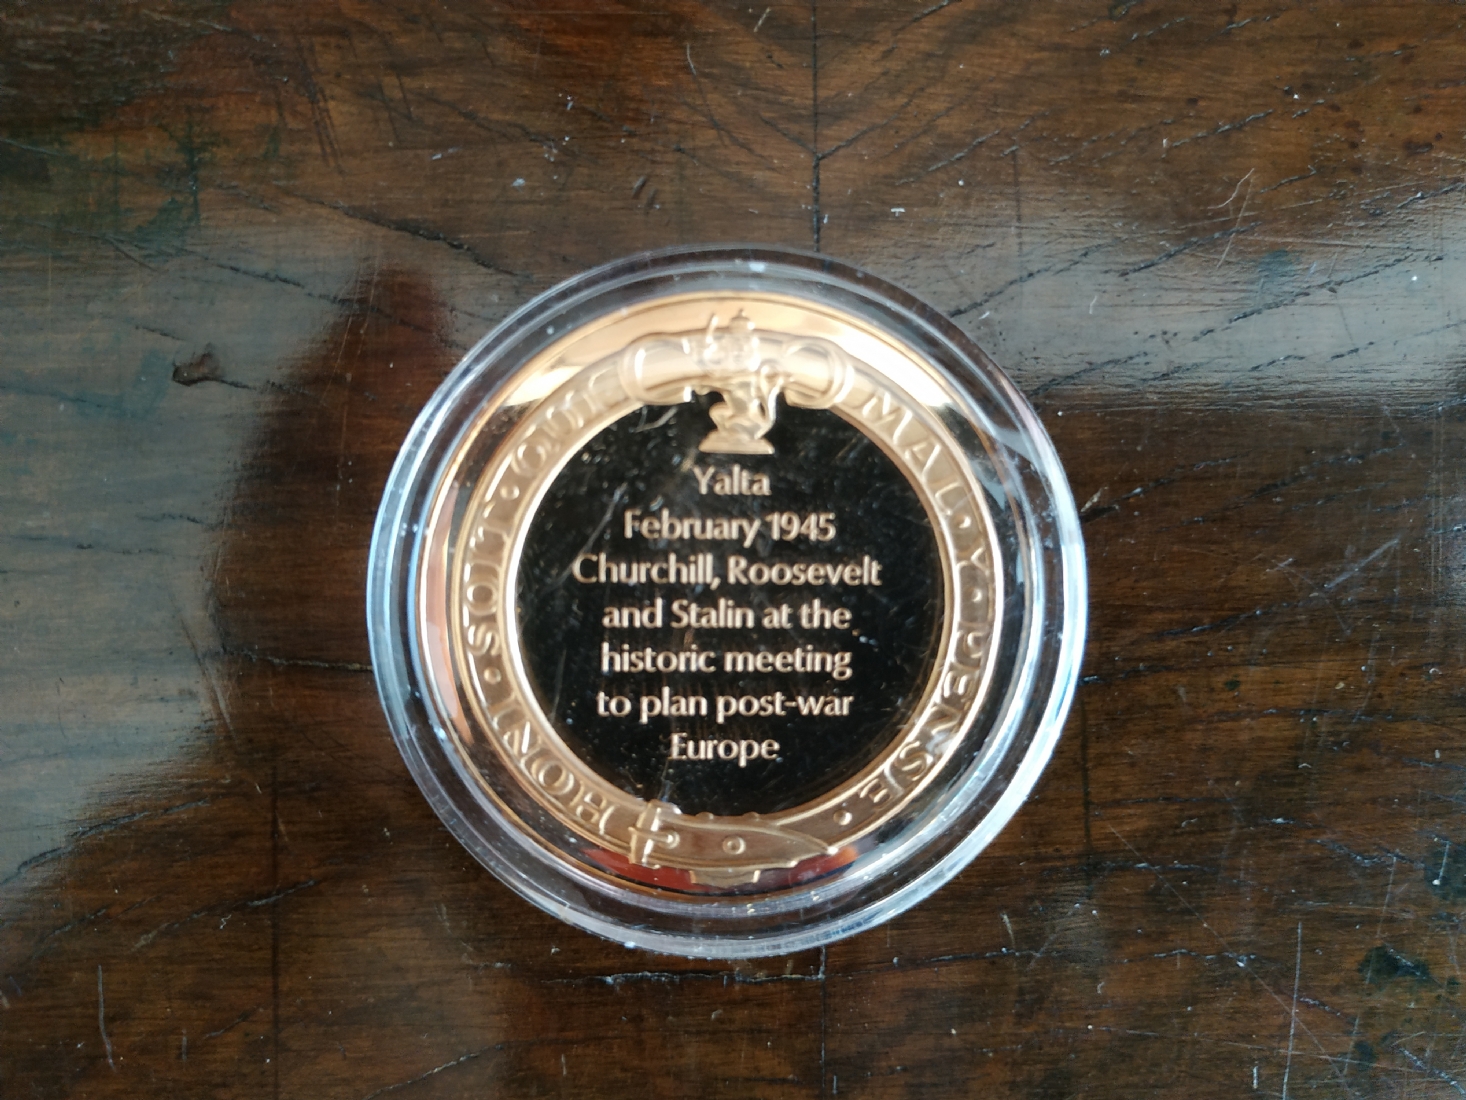 HONI · SOIT · QUI MAL · Y · PENSE ·
Yalta
February 1945
Churchill, Roosevelt
and Stalin at the
historic meeting
to plan post-war
Europe